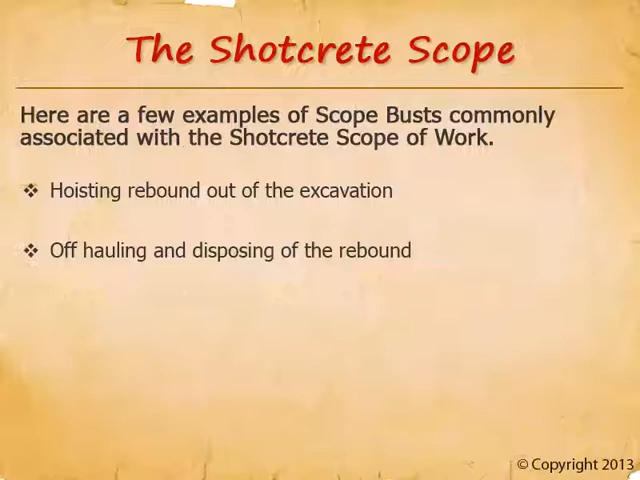 The Shotcrete Scope
Here are a few examples of Scope Busts commonly
associated with the Shotcrete Scope of Work.
❖ Hoisting rebound out of the excavation
❖ Off hauling and disposing of the rebound
© Copyright 2013